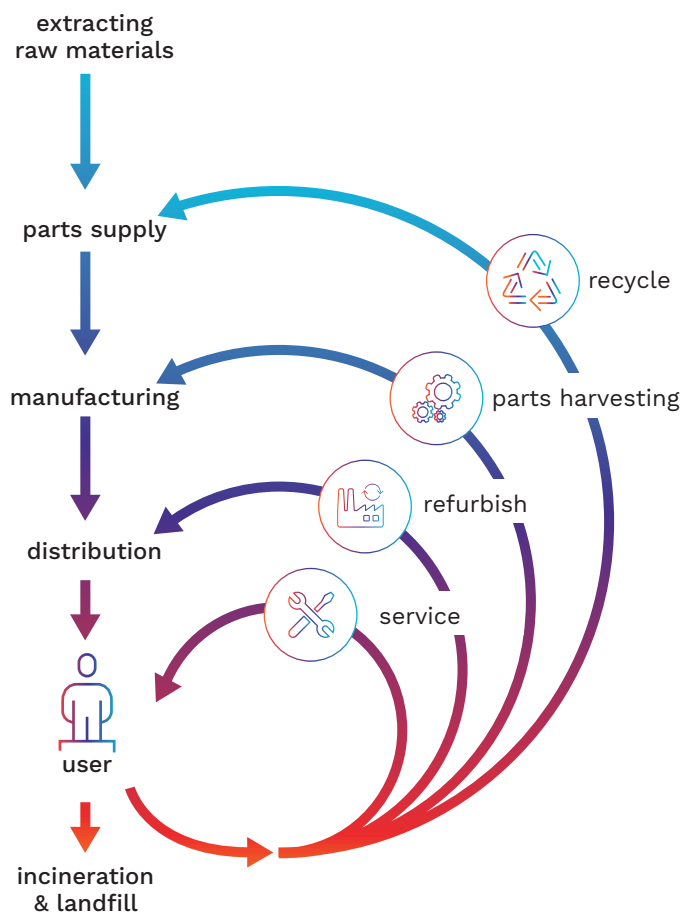 extracting
raw materials
parts supply
recycle
manufacturing
parts harvesting
refurbish
distribution
service
user
incineration
& landfill